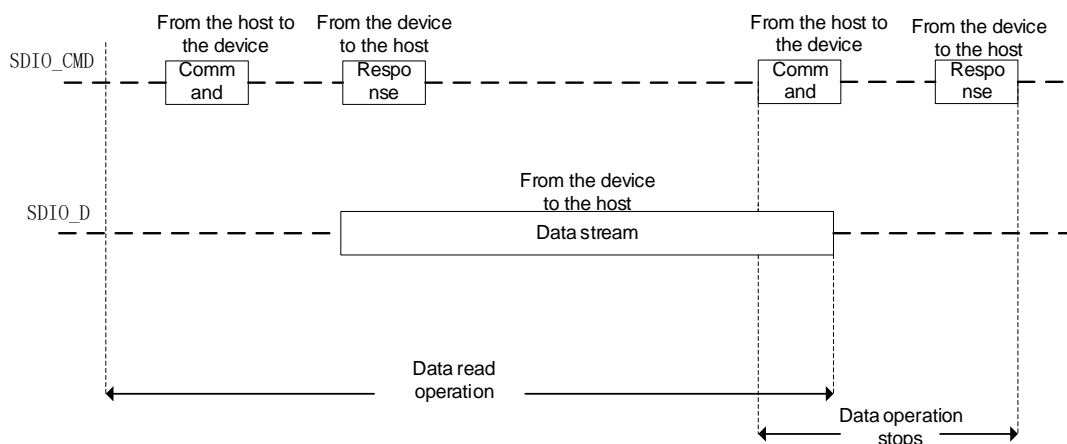 From the host to
the device
From the device
to the host
From the host to
the device
From the device
to the host
SDIO_CMD
Comm
and
Respo
nse
Comm
and
Respo
nse
From the device
to the host
SDIO_D
Data stream
Data read
operation
Data operation
stops